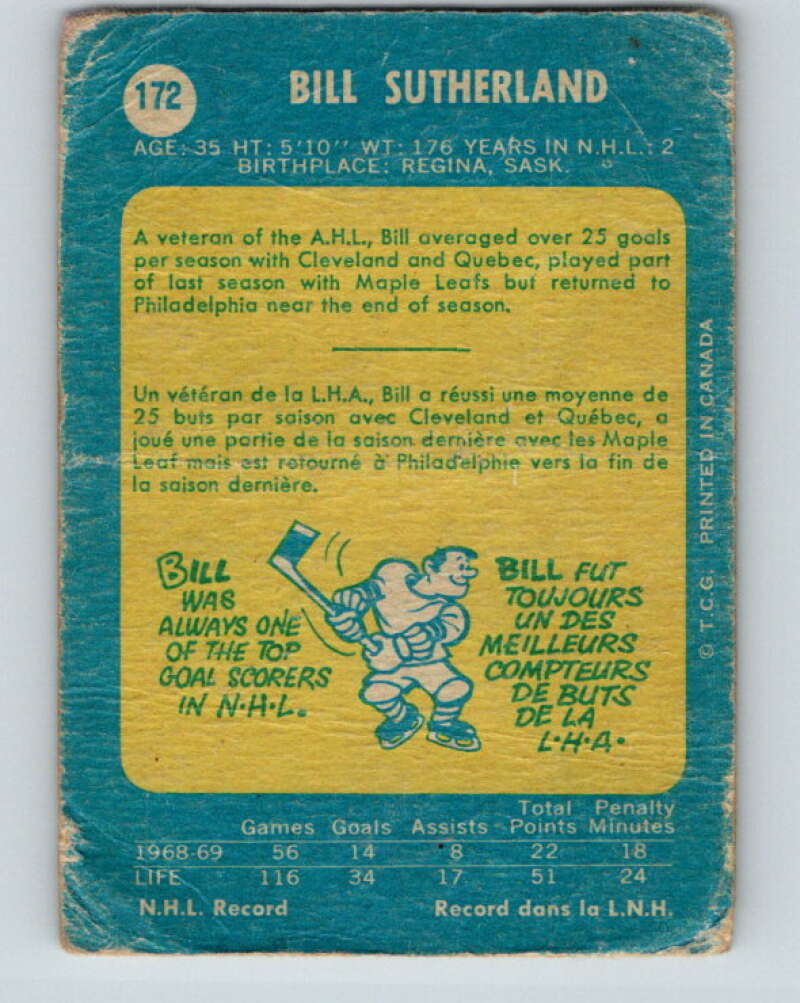 172
BILL SUTHERLAND
AGE: 35 HT: 5'10" WT: 176 YEARS IN N.H.L.: 2
BIRTHPLACE: REGINA, SASK.
A veteran of the A.H.L., Bill averaged over 25 goals
per season with Cleveland and Quebec, played part
of last season with Maple Leafs but returned to
Philadelphia near the end of season.
Un vétéran de la L.H.A., Bill a réussi une moyenne de
25 buts par saison avec Cleveland et Québec, a
joué une partie de la saison dernière avec les Maple
Leaf mais est retourné à Philadelphie vers la fin de
la saison dernière.
BILL
WAS
ALWAYS ONE
OF THE TOP
GOAL SCORERS
IN N.H.L.
BILL FUT
TOUJOURS
UN DES
MEILLEURS
COMPTEURS
DE BUTS
DE LA
L.H.A.
© T.C.G. PRINTED IN CANADA
Total Penalty
Games Goals Assists Points Minutes
1968-69 56 14 8 22 18
LIFE 116 34 17 51 24
N.H.L. Record Record dans la L.N.H.